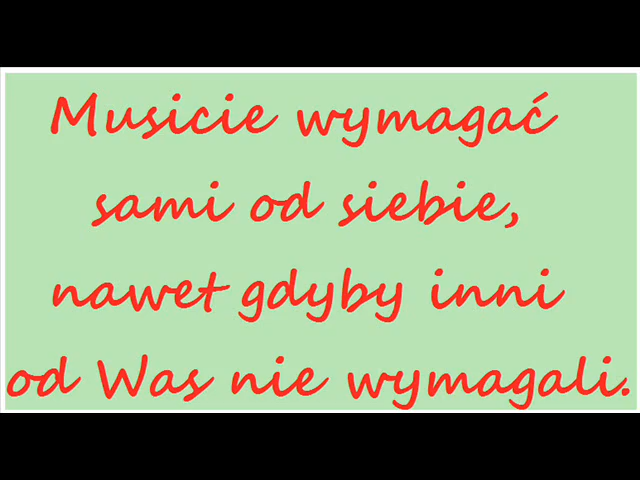 Musicie wymagać
sami od siebie,
nawet gdyby inni
od Was nie wymagali.